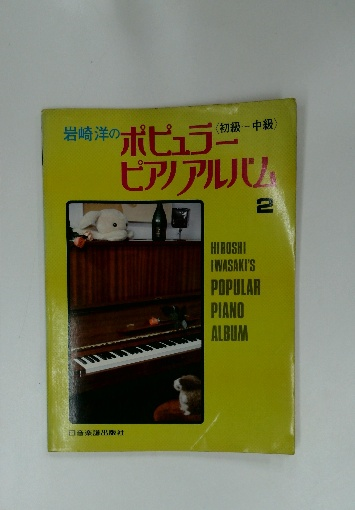 岩崎洋の
ポピュラー
〈初級―中級〉
ピアノアルバム
2
HIROSHI
IWASAKI'S
POPULAR
PIANO
ALBUM
日音楽譜出版社